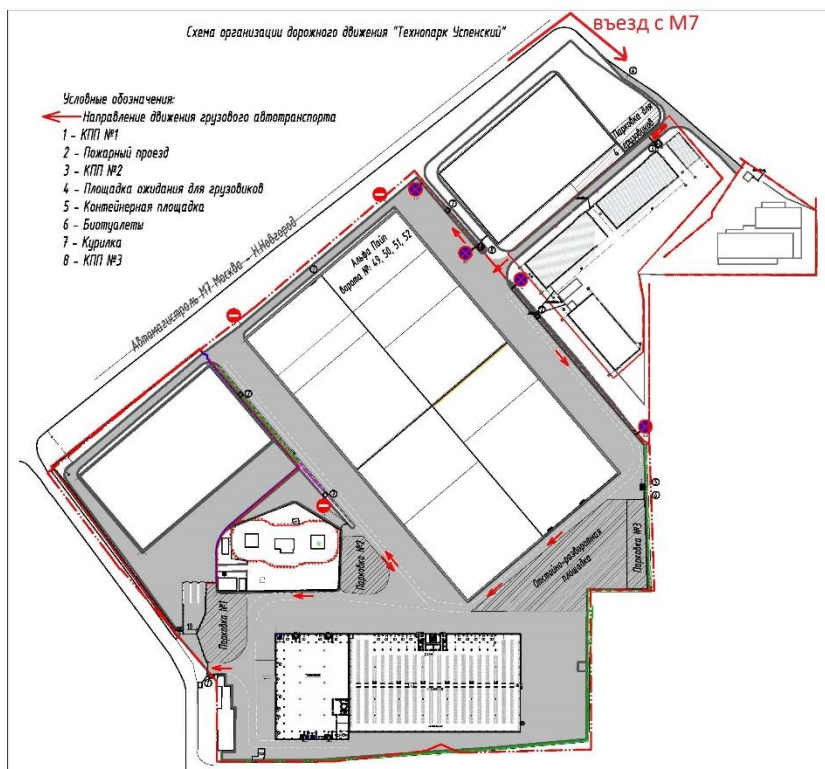 Схема организации дорожного движения "Технопарк Успенский"
въезд с М7
Условные обозначения:
Направление движения грузового автотранспорта
1 - КПП №1
2 - Пожарный проезд
3 - КПП №2
4 - Площадка ожидания для грузовиков
5 - Контейнерная площадка
6 - Биотуалеты
7 - Курилка
8 - КПП №3
Автомагистраль М7 Москва - Н.Новгород
Парковка для
грузовиков
4
Альфа Пайп
ворота №: 49, 50, 51, 52
Парковка №2
Парковка №1
Отстойно-разворотная
площадка
Парковка №3